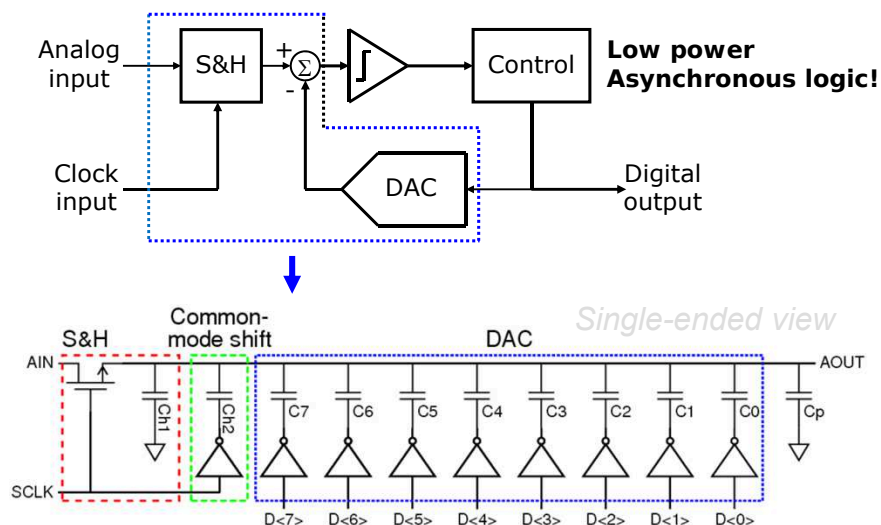 Analog
input
S&H
+
Σ
-
Control
Low power
Asynchronous logic!
Clock
input
DAC
Digital
output
Single-ended view
S&H
Common-
mode shift
DAC
AIN
AOUT
Ch1
Ch2
C7
C6
C5
C4
C3
C2
C1
C0
Cp
SCLK
D<7>
D<6>
D<5>
D<4>
D<3>
D<2>
D<1>
D<0>